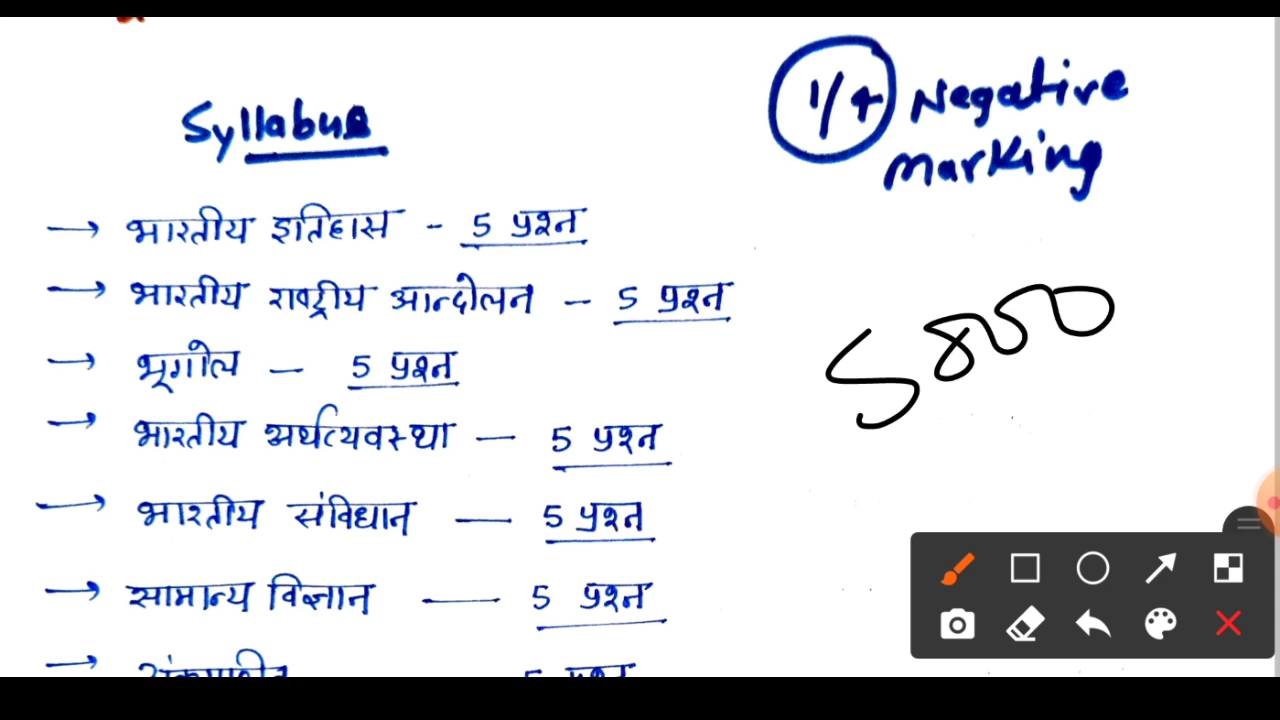 Syllabus
1/4 Negative
Marking
→ भारतीय इतिहास - 5 प्रश्न
→ भारतीय राष्ट्रीय आन्दोलन - 5 प्रश्न
→ भूगोल - 5 प्रश्न
→ भारतीय अर्थव्यवस्था - 5 प्रश्न
→ भारतीय संविधान - 5 प्रश्न
→ सामान्य विज्ञान - 5 प्रश्न